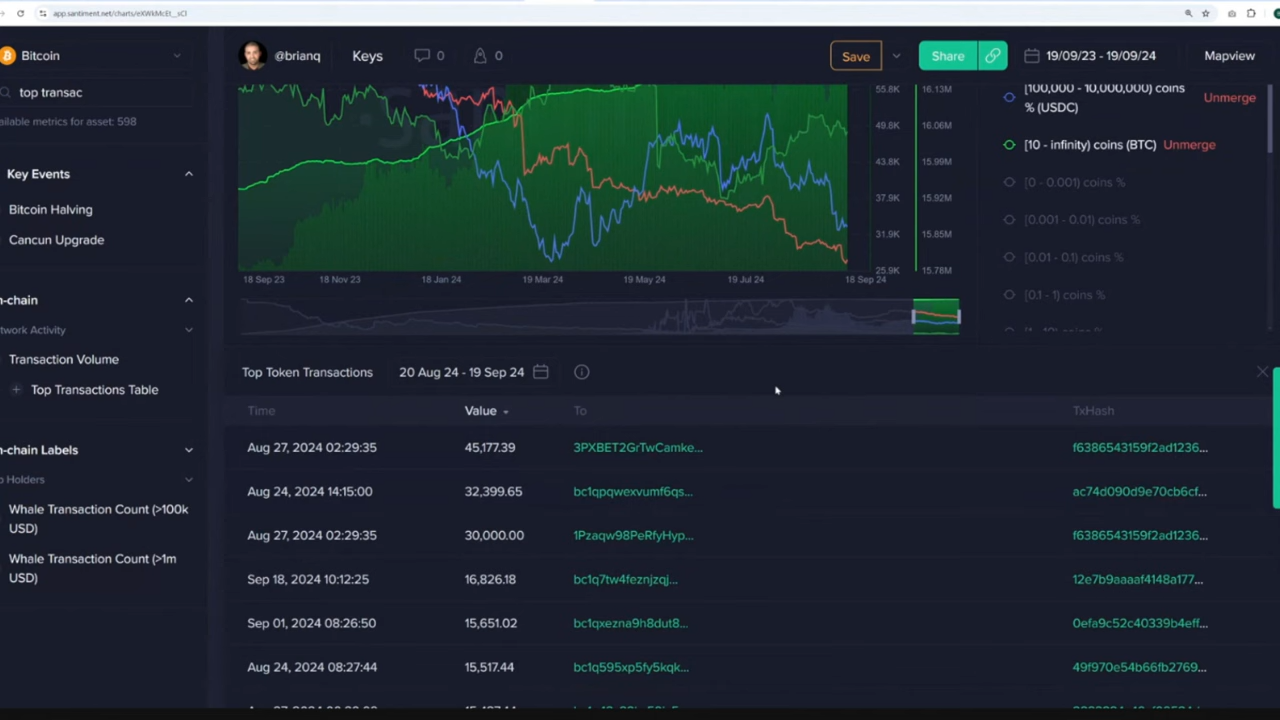 app.santiment.net/charts/
Bitcoin
@brianq
Keys
0
0
Save
Share
19/09/23 - 19/09/24
Mapview
top transac
ailable metrics for asset: 598
Key Events
Bitcoin Halving
Cancun Upgrade
n-chain
twork Activity
Transaction Volume
Top Transactions Table
n-chain Labels
p Holders
Whale Transaction Count (>100k
USD)
Whale Transaction Count (>1m
USD)
55.8K
49.8K
43.8K
37.9K
31.9K
25.9K
16.13M
16.06M
15.99M
15.92M
15.85M
15.78M
18 Sep 23
18 Nov 23
18 Jan 24
19 Mar 24
19 May 24
19 Jul 24
18 Sep 24
[100,000 - 10,000,000) coins
% (USDC)
Unmerge
[10 - infinity) coins (BTC)
Unmerge
[0 - 0.001) coins %
[0.001 - 0.01) coins %
[0.01 - 0.1) coins %
[0.1 - 1) coins %
Top Token Transactions
20 Aug 24 - 19 Sep 24
Time Value To TxHash
Aug 27, 2024 02:29:35 45,177.39 3PXBET2GrTwCamke... f6386543159f2ad1236...
Aug 24, 2024 14:15:00 32,399.65 bc1qpqwexvumf6qs... ac74d090d9e70cb6cf...
Aug 27, 2024 02:29:35 30,000.00 1Pzaqw98PeRfyHyp... f6386543159f2ad1236...
Sep 18, 2024 10:12:25 16,826.18 bc1q7tw4feznjzqj... 12e7b9aaaaf4148a177...
Sep 01, 2024 08:26:50 15,651.02 bc1qxezna9h8dut8... 0efa9c52c40339b4eff...
Aug 24, 2024 08:27:44 15,517.44 bc1q595xp5fy5kqk... 49f970e54b66fb2769...